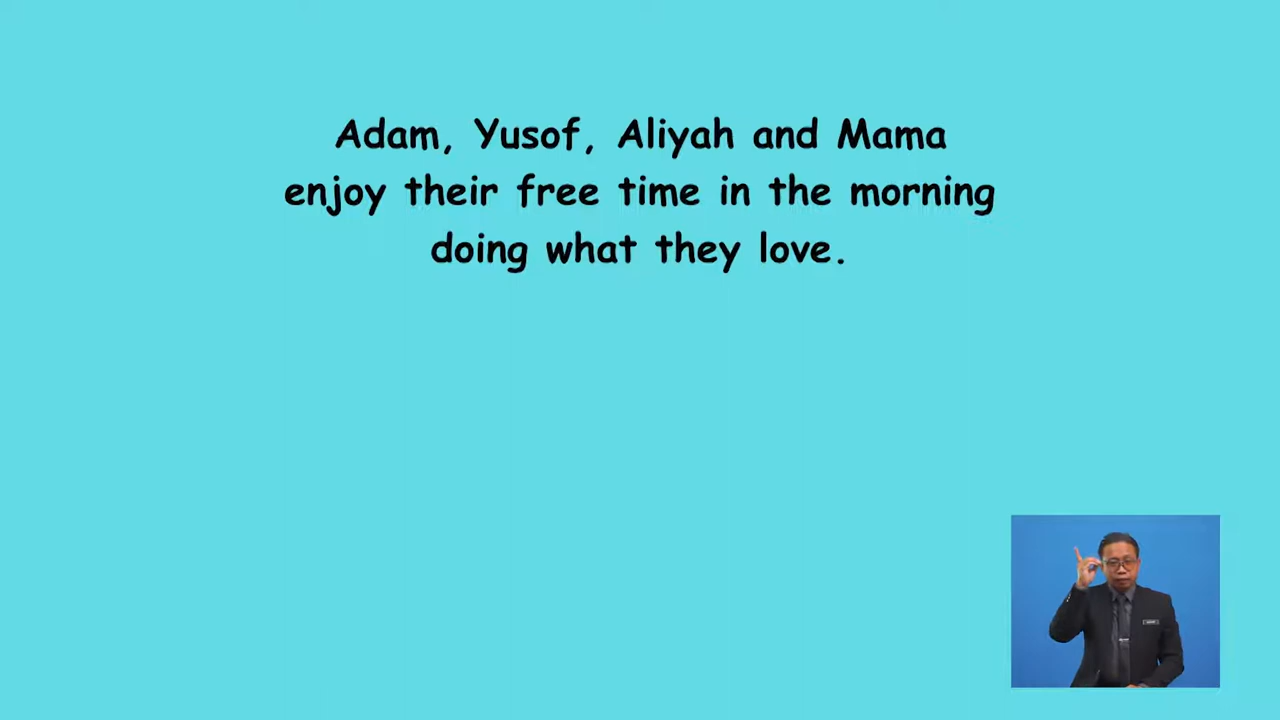 Adam, Yusof, Aliyah and Mama
enjoy their free time in the morning
doing what they love.